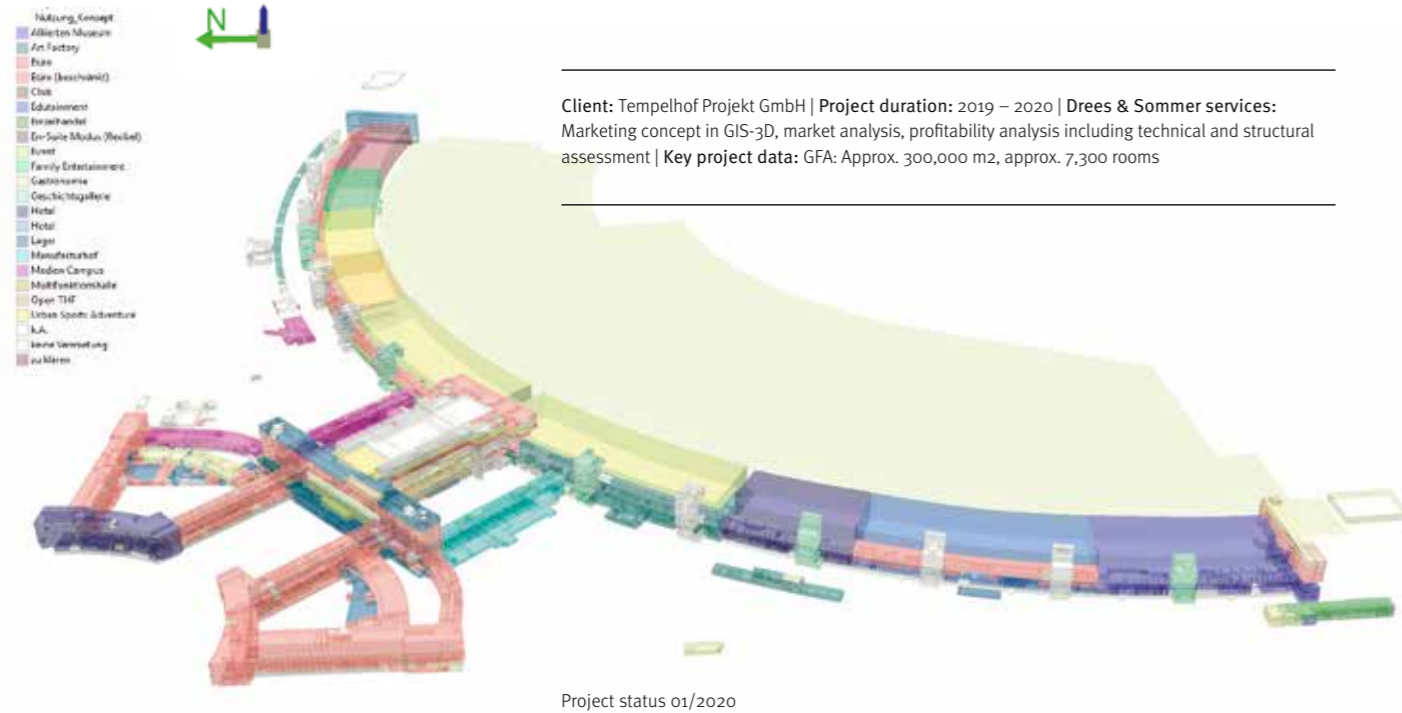 Nutzung_Konzept
Alliierten Museum
Art Factory
Büro
Büro (beschränkt)
Club
Edutainment
Einzelhandel
En-Suite Modus (flexibel)
Event
Family Entertainment
Gastronomie
Geschichtsgallerie
Hotel
Hotel
Lager
Manufakturhof
Medien Campus
Multifunktionshalle
Open THF
Urban Sports Adventure
k.A.
keine Vermietung
zu klären
N
Client: Tempelhof Projekt GmbH | Project duration: 2019 – 2020 | Drees & Sommer services:
Marketing concept in GIS-3D, market analysis, profitability analysis including technical and structural
assessment | Key project data: GFA: Approx. 300,000 m2, approx. 7,300 rooms
Project status 01/2020